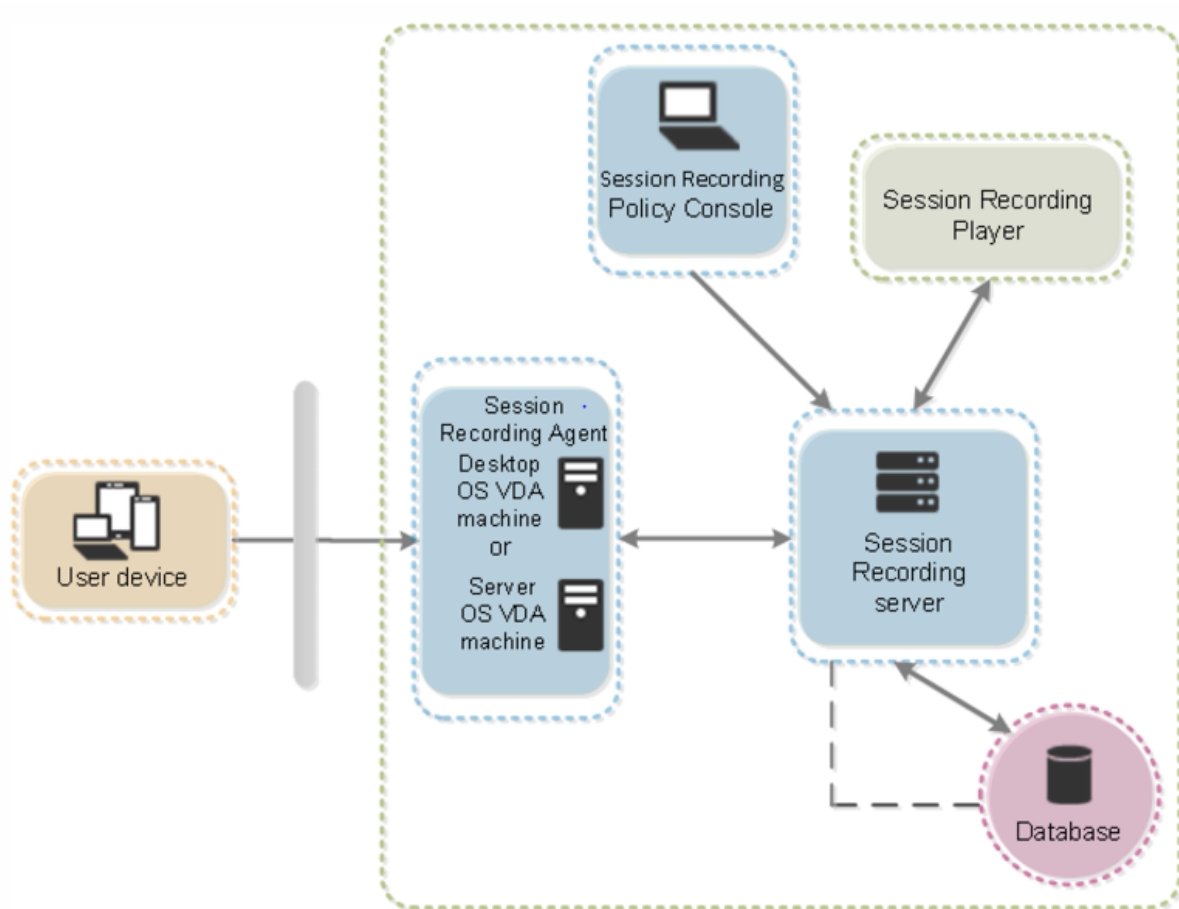 Session Recording
Policy Console
Session Recording
Player
Session
Recording Agent
Desktop
OS VDA
machine
or
Server
OS VDA
machine
User device
Session
Recording
server
Database